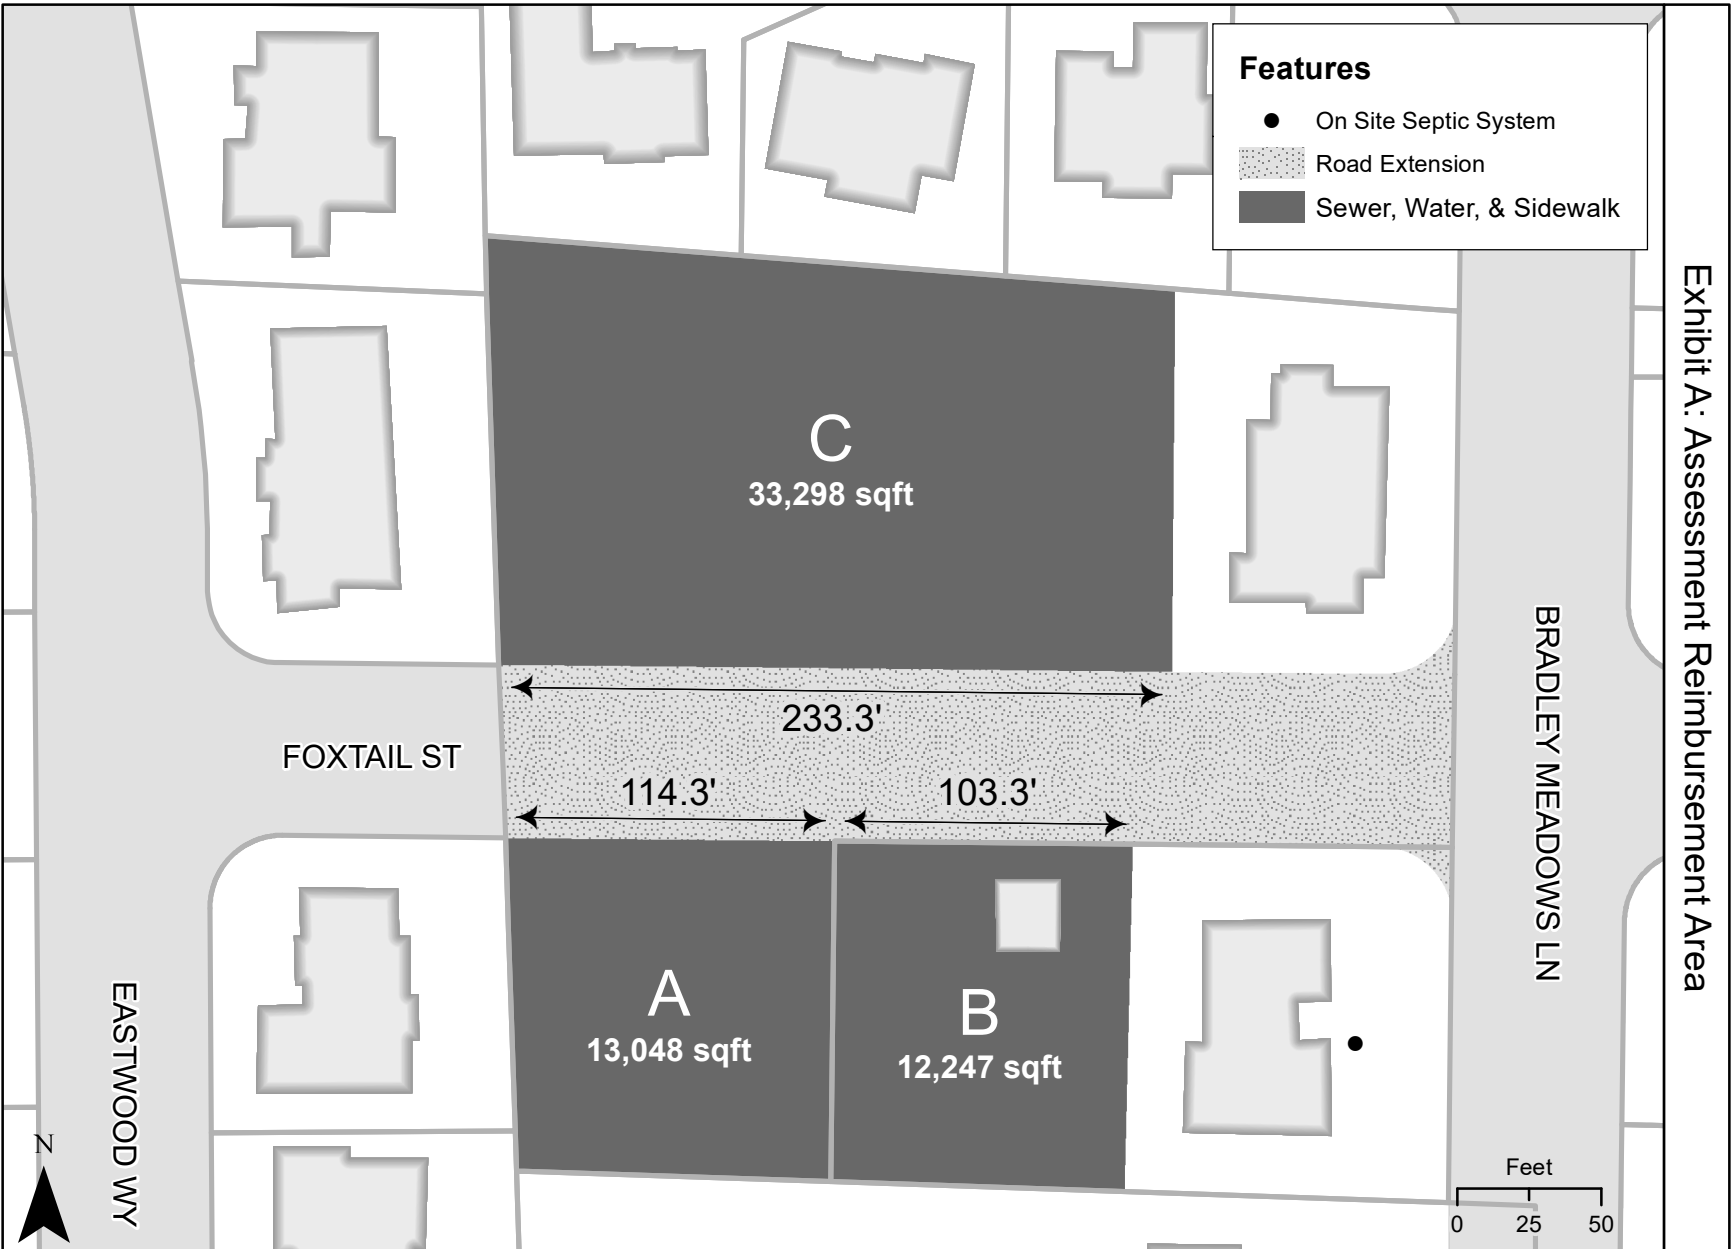 Features
On Site Septic System
Road Extension
Sewer, Water, & Sidewalk
Exhibit A: Assessment Reimbursement Area
C
33,298 sqft
233.3'
FOXTAIL ST
114.3'
103.3'
BRADLEY MEADOWS LN
A
13,048 sqft
B
12,247 sqft
EASTWOOD WY
N
Feet
0 25 50